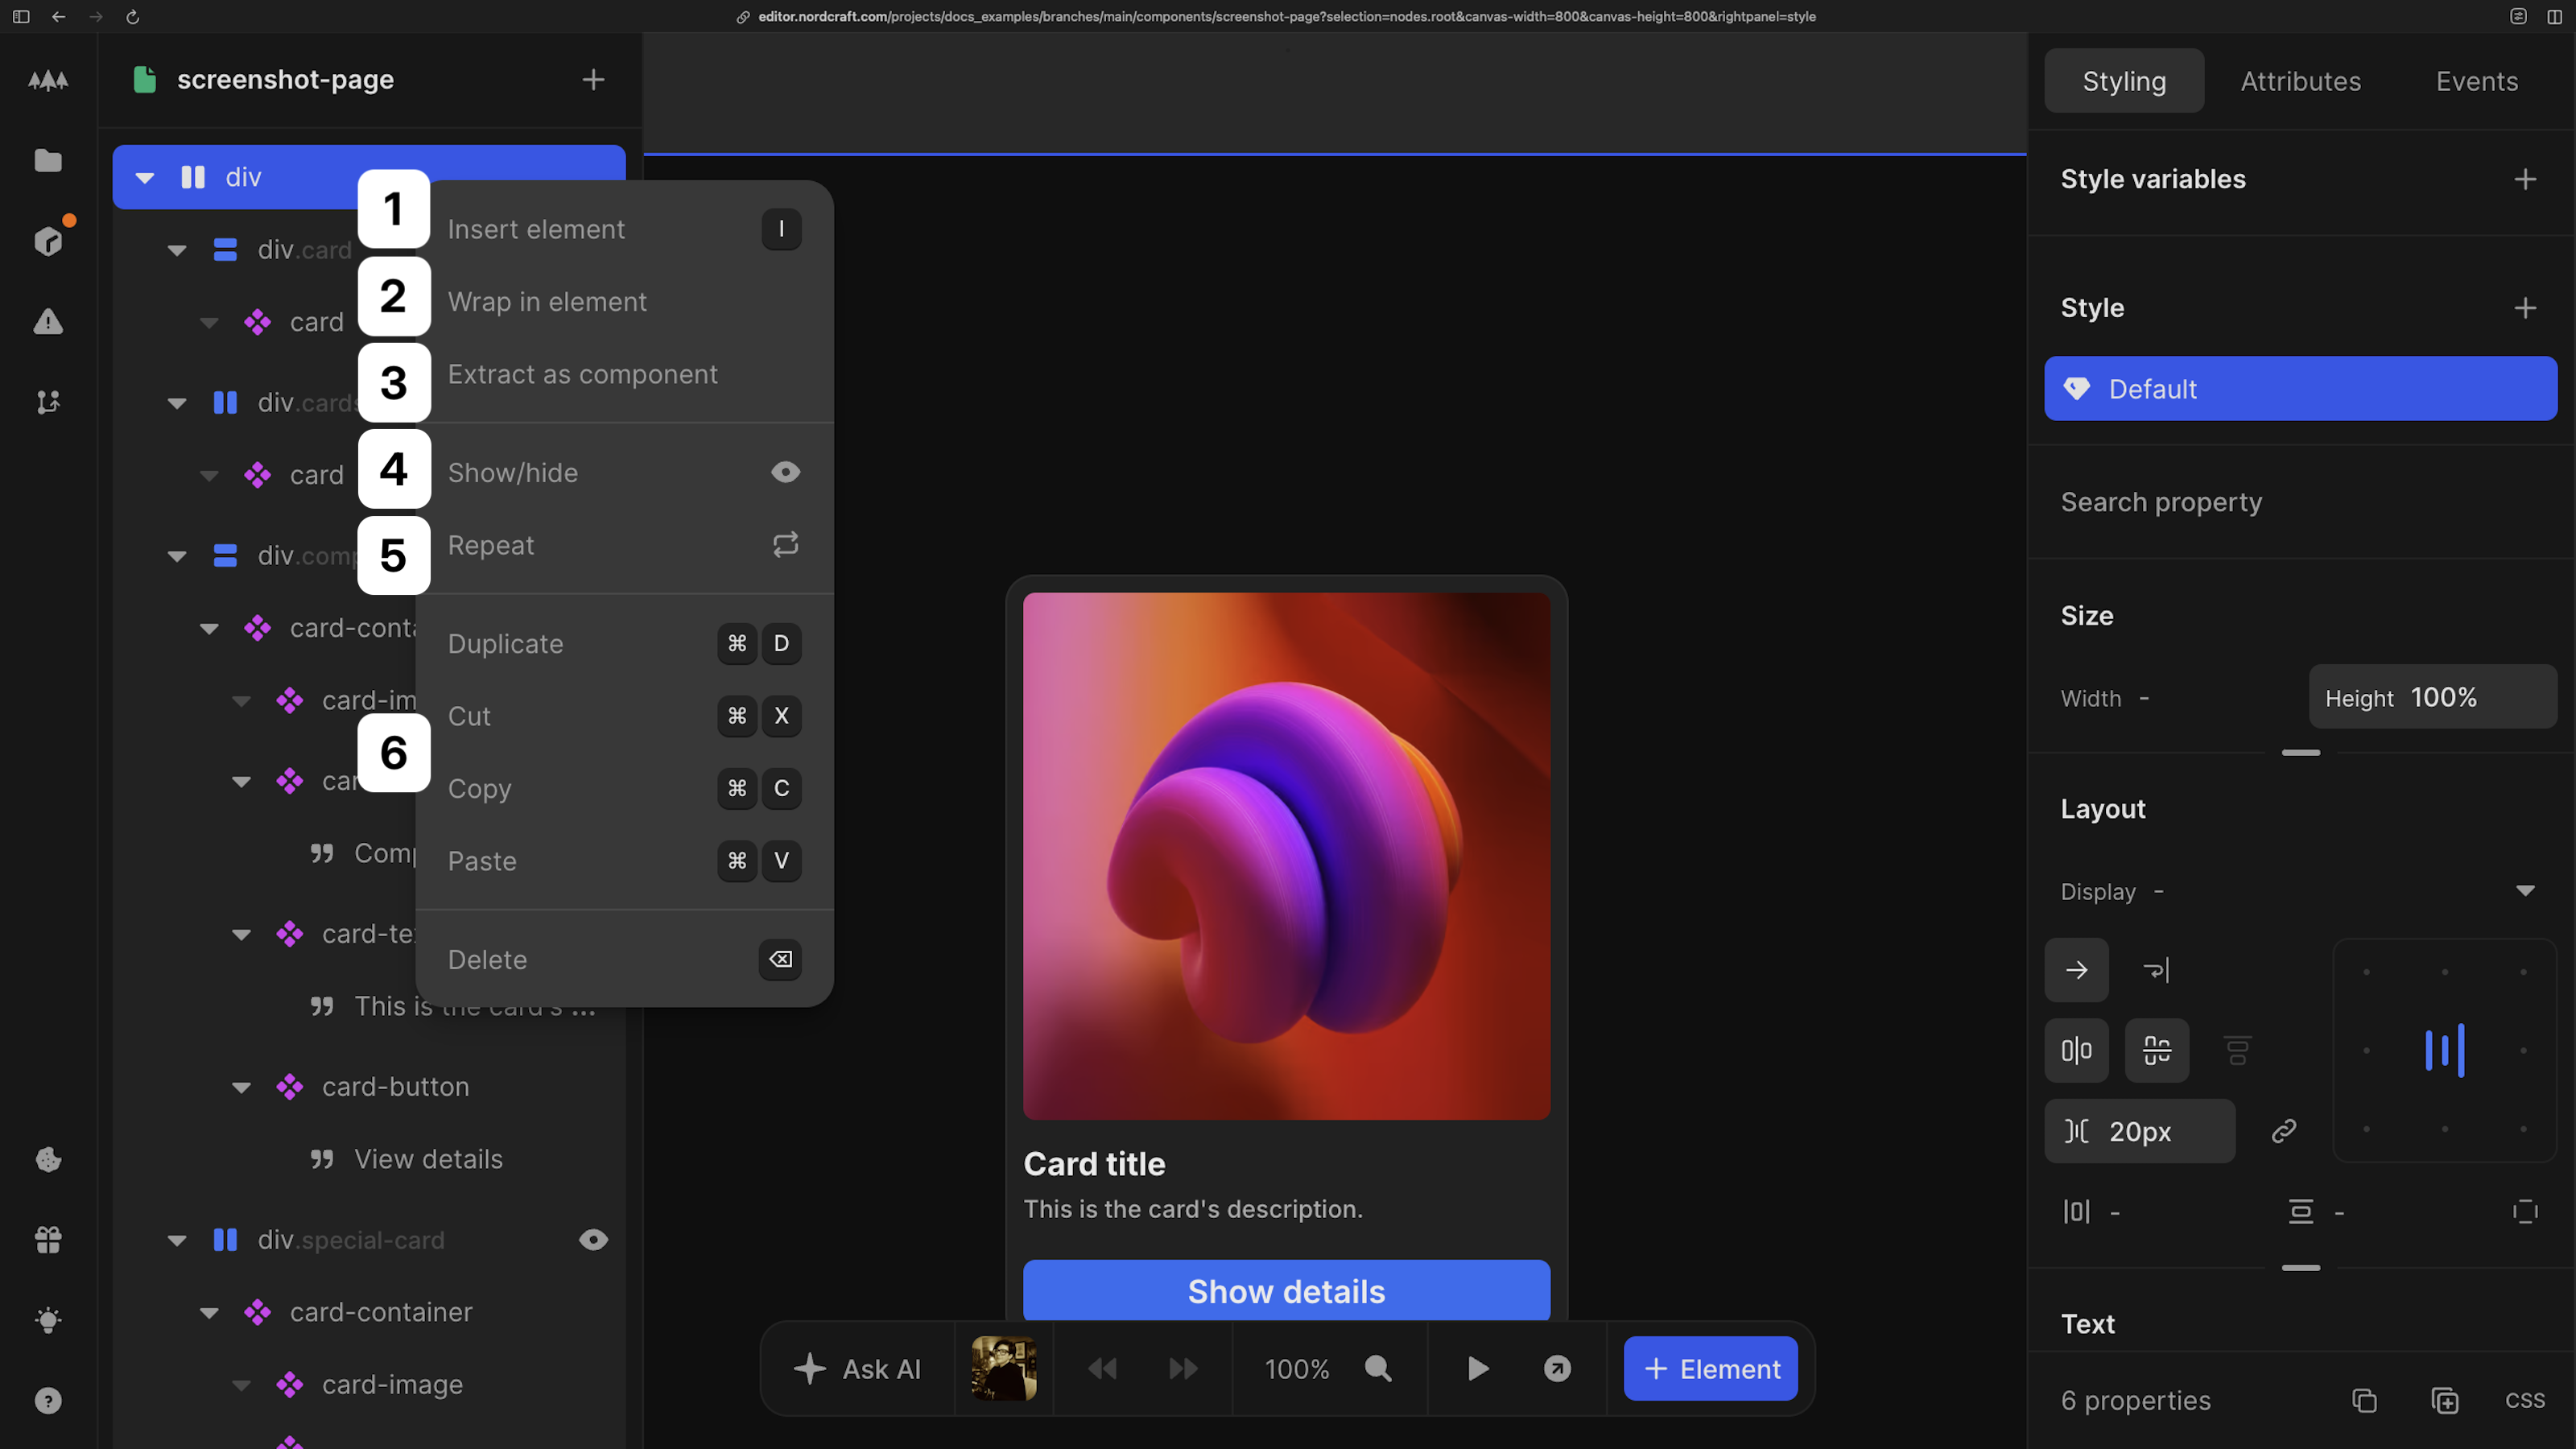 editor.nordcraft.com/projects/docs_examples/branches/main/components/screenshot-page?selection=nodes.root&canvas-width=800&canvas-height=800&rightpanel=style
screenshot-page
div
div.card
card
div.cards
card
div.comp
card-conta
card-im
car
Comp
card-te
This is the card's ...
card-button
View details
div.special-card
card-container
card-image
1
2
3
4
5
6
Insert element I
Wrap in element
Extract as component
Show/hide
Repeat
Duplicate ⌘ D
Cut ⌘ X
Copy ⌘ C
Paste ⌘ V
Delete
Card title
This is the card's description.
Show details
Ask AI
100%
Element
Styling Attributes Events
Style variables
Style
Default
Search property
Size
Width - Height 100%
Layout
Display -
20px
- -
Text
6 properties CSS